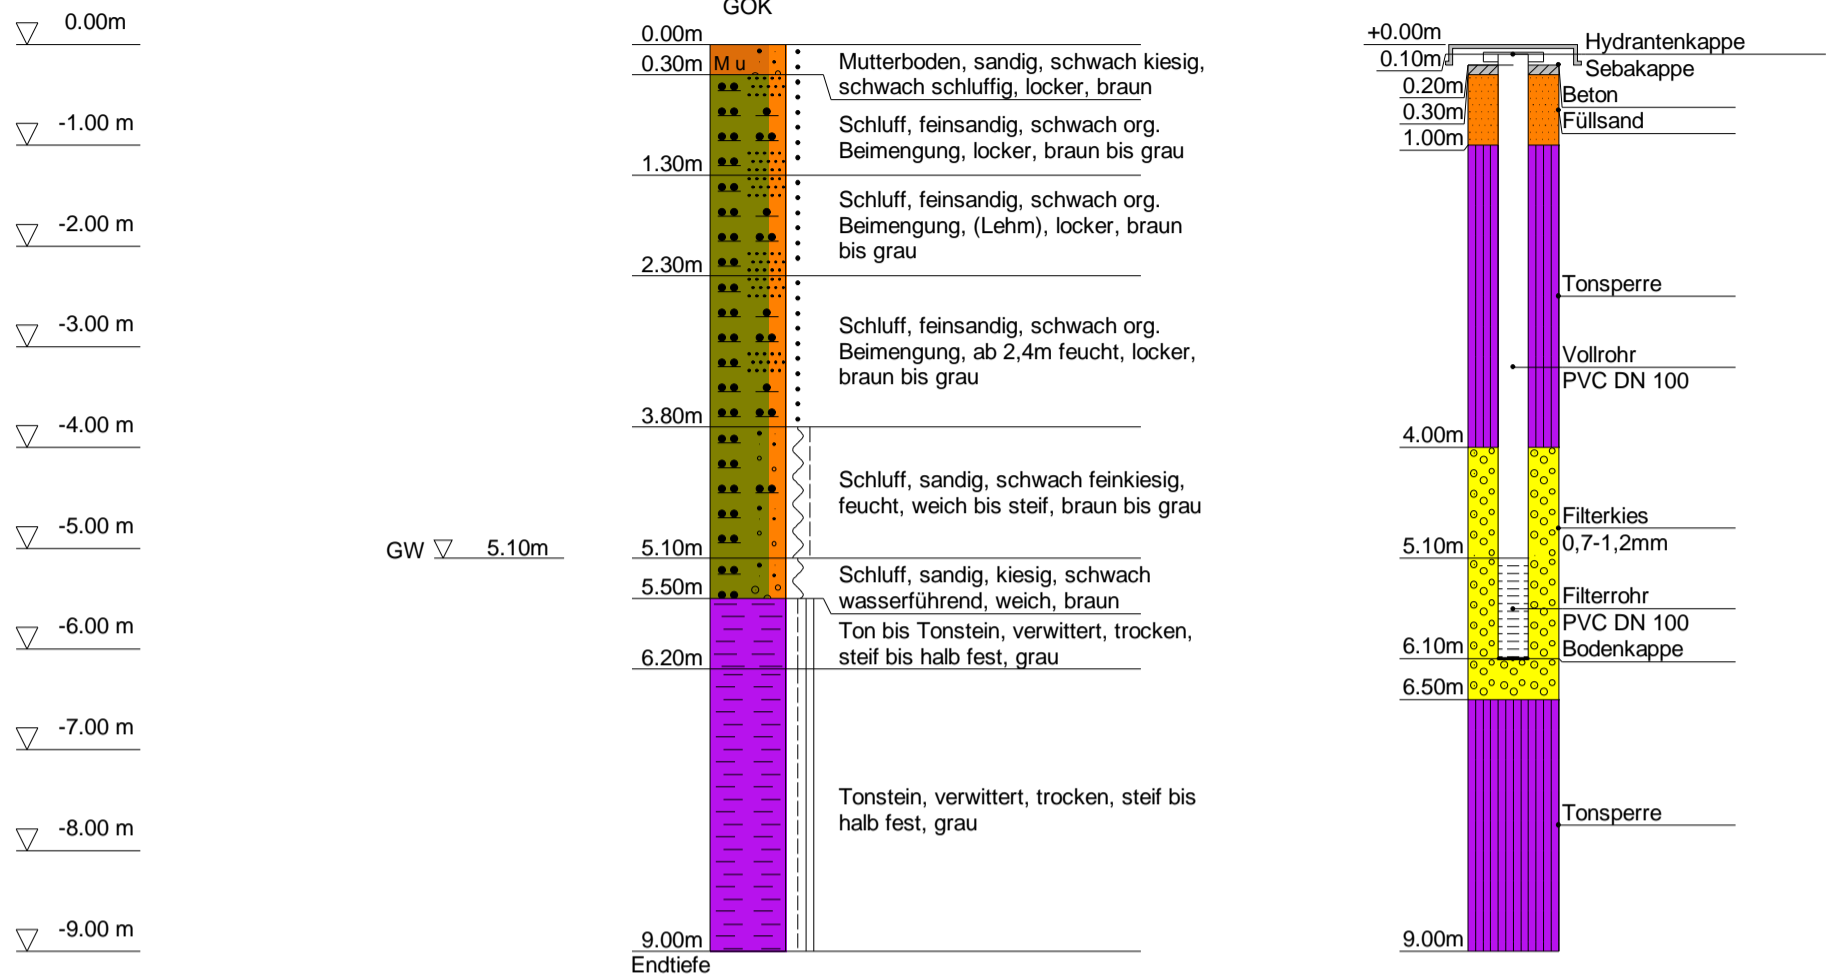 0.00m
-1.00 m
-2.00 m
-3.00 m
-4.00 m
-5.00 m
-6.00 m
-7.00 m
-8.00 m
-9.00 m
GW 5.10m
GOK
0.00m
0.30m
1.30m
2.30m
3.80m
5.10m
5.50m
6.20m
9.00m
Endtiefe
Mu
Mutterboden, sandig, schwach kiesig,
schwach schluffig, locker, braun
Schluff, feinsandig, schwach org.
Beimengung, locker, braun bis grau
Schluff, feinsandig, schwach org.
Beimengung, (Lehm), locker, braun
bis grau
Schluff, feinsandig, schwach org.
Beimengung, ab 2,4m feucht, locker,
braun bis grau
Schluff, sandig, schwach feinkiesig,
feucht, weich bis steif, braun bis grau
Schluff, sandig, kiesig, schwach
wasserführend, weich, braun
Ton bis Tonstein, verwittert, trocken,
steif bis halb fest, grau
Tonstein, verwittert, trocken, steif bis
halb fest, grau
+0.00m
0.10m
0.20m
0.30m
1.00m
4.00m
5.10m
6.10m
6.50m
9.00m
Hydrantenkappe
Sebakappe
Beton
Füllsand
Tonsperre
Vollrohr
PVC DN 100
Filterkies
0,7-1,2mm
Filterrohr
PVC DN 100
Bodenkappe
Tonsperre